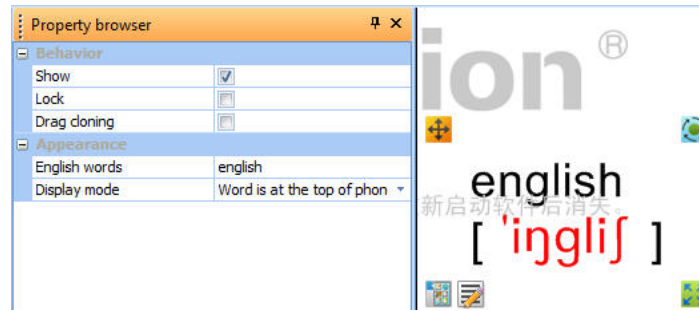 Property browser
Behavior
Show
Lock
Drag cloning
Appearance
English words english
Display mode Word is at the top of phon
ion®
english
新启动软件后消失。
[ 'iŋgliʃ ]